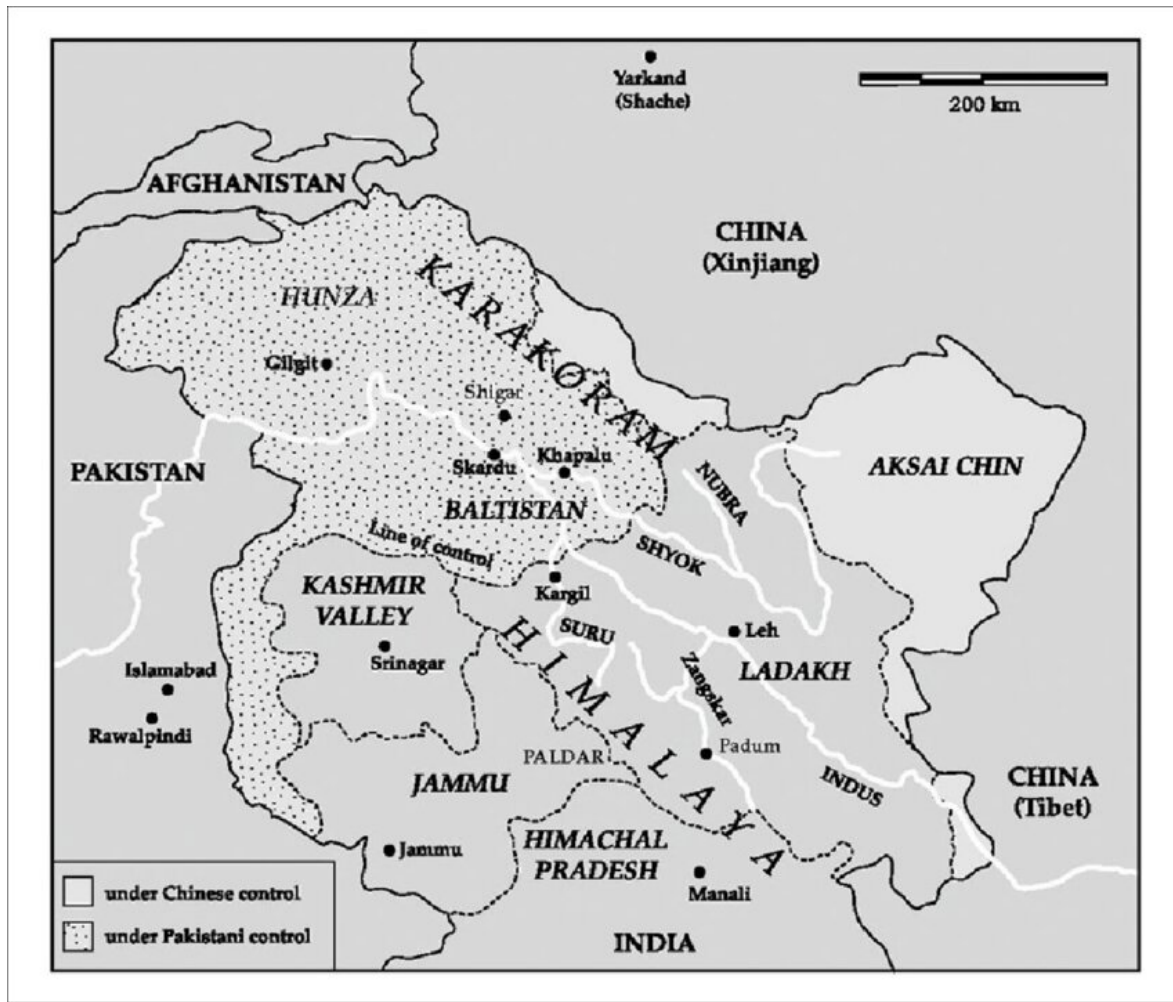 Yarkand
(Shache)
200 km
AFGHANISTAN
CHINA
(Xinjiang)
KARAKORAM
HUNZA
Gilgit
Shigar
PAKISTAN
Skardu
Khapalu
NUBRA
AKSAI CHIN
BALTISTAN
Line of control
SHYOK
KASHMIR
VALLEY
Kargil
SURU
HIMALAYA
Leh
Srinagar
Zangskar
LADAKH
Islamabad
Rawalpindi
PALDAR
Padum
JAMMU
INDUS
CHINA
(Tibet)
Jammu
HIMACHAL
PRADESH
Manali
under Chinese control
under Pakistani control
INDIA